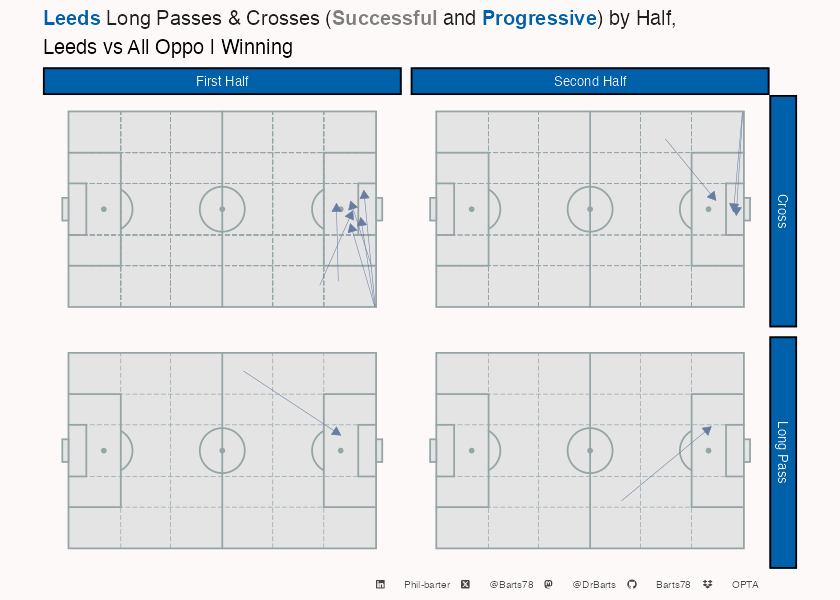 Leeds Long Passes & Crosses (Successful and Progressive) by Half,
Leeds vs All Oppo | Winning
First Half
Second Half
Cross
Long Pass
Phil-barter @Barts78 @DrBarts Barts78 OPTA